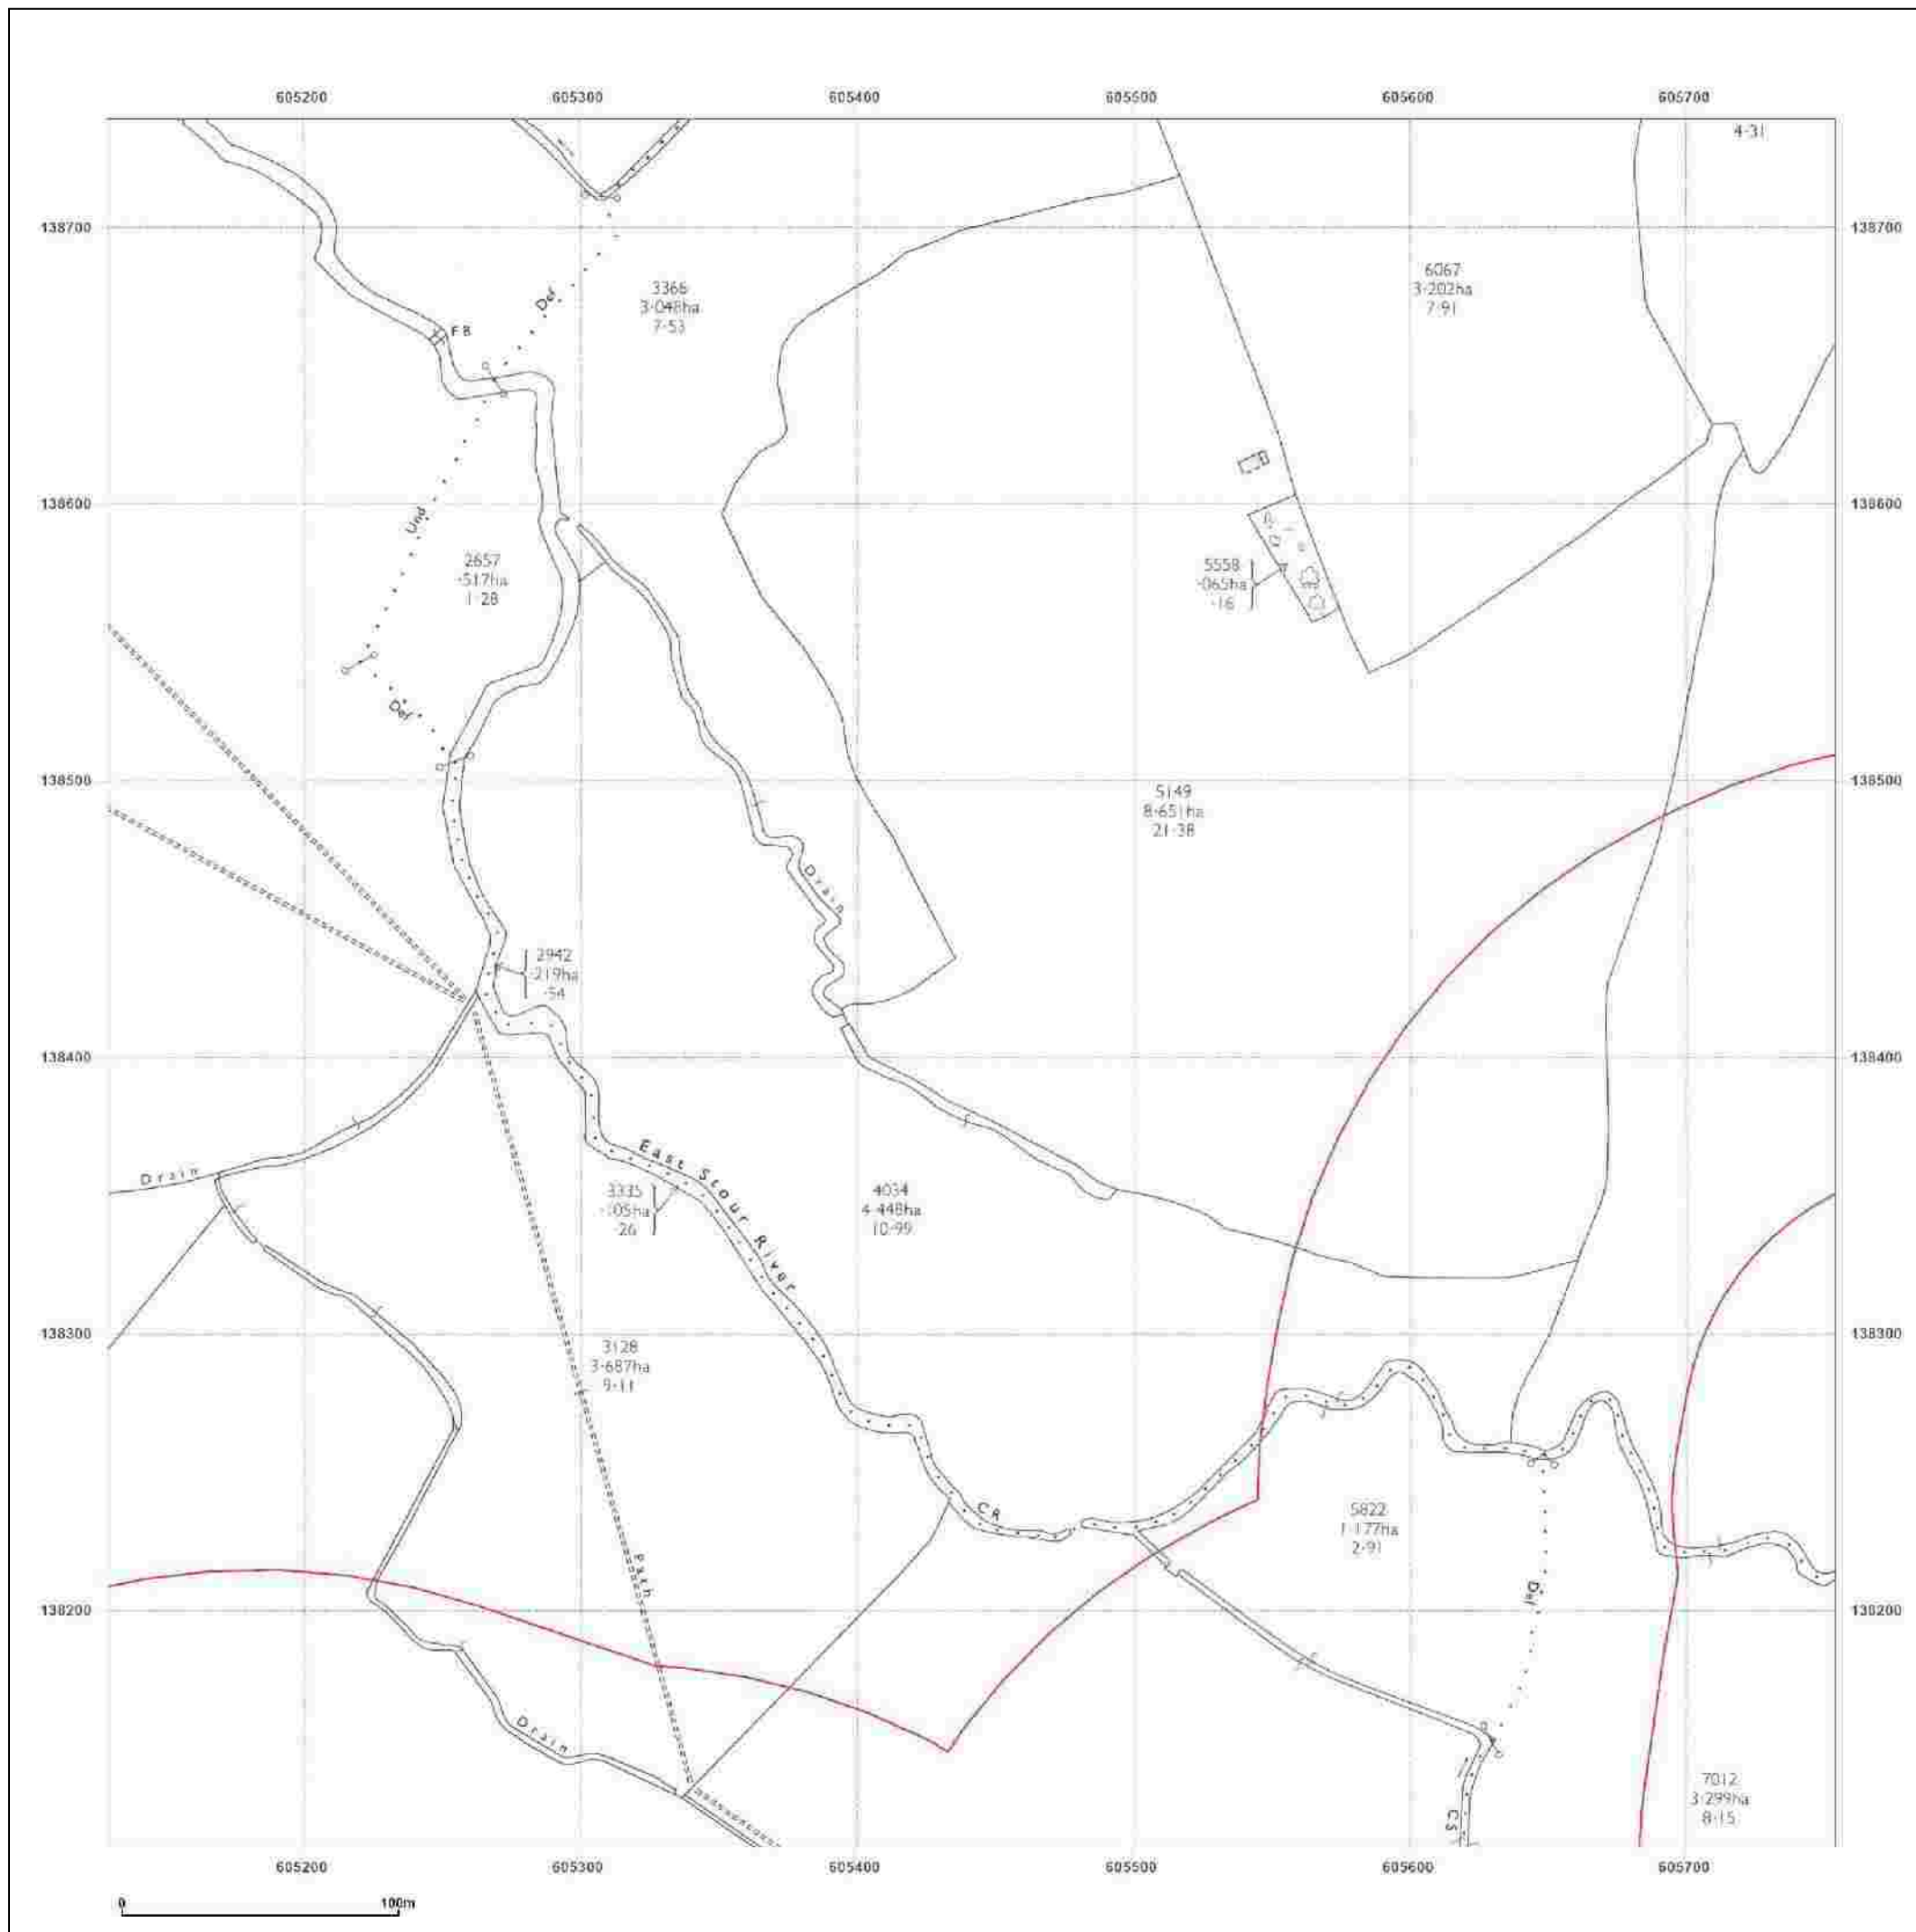 605200 605300 605400 605500 605600 605700
4·31
138700 138700
6067
3·202ha
7·91
3366
3·048ha
7·53
Def
FB
138600 138600
Und
2657
·517ha
1·28
5558
·065ha
·16
Def
138500 138500
5149
8·651ha
21·38
Drain
2942
·219ha
·54
138400 138400
East Stour River
Drain
3335
·105ha
·26
4034
4·448ha
10·99
138300 138300
3128
3·687ha
9·11
CR
5822
1·177ha
2·91
Path
Def
138200 138200
Drain
7012
3·299ha
8·15
CS
605200 605300 605400 605500 605600 605700
0 100m